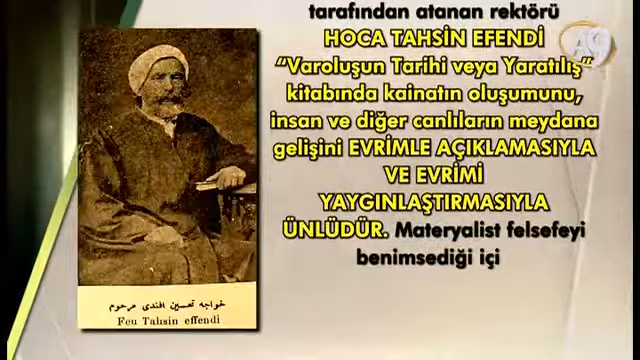 tarafından atanan rektörü
HOCA TAHSİN EFENDİ
“Varoluşun Tarihi veya Yaratılış”
kitabında kainatın oluşumunu,
insan ve diğer canlıların meydana
gelişini EVRİMLE AÇIKLAMASIYLA
VE EVRİMİ
YAYGINLAŞTIRMASIYLA
ÜNLÜDÜR. Materyalist felsefeyi
benimsediği içi
خواجه تحسين افندى مرحوم
Feu Tahsin effendi
A9